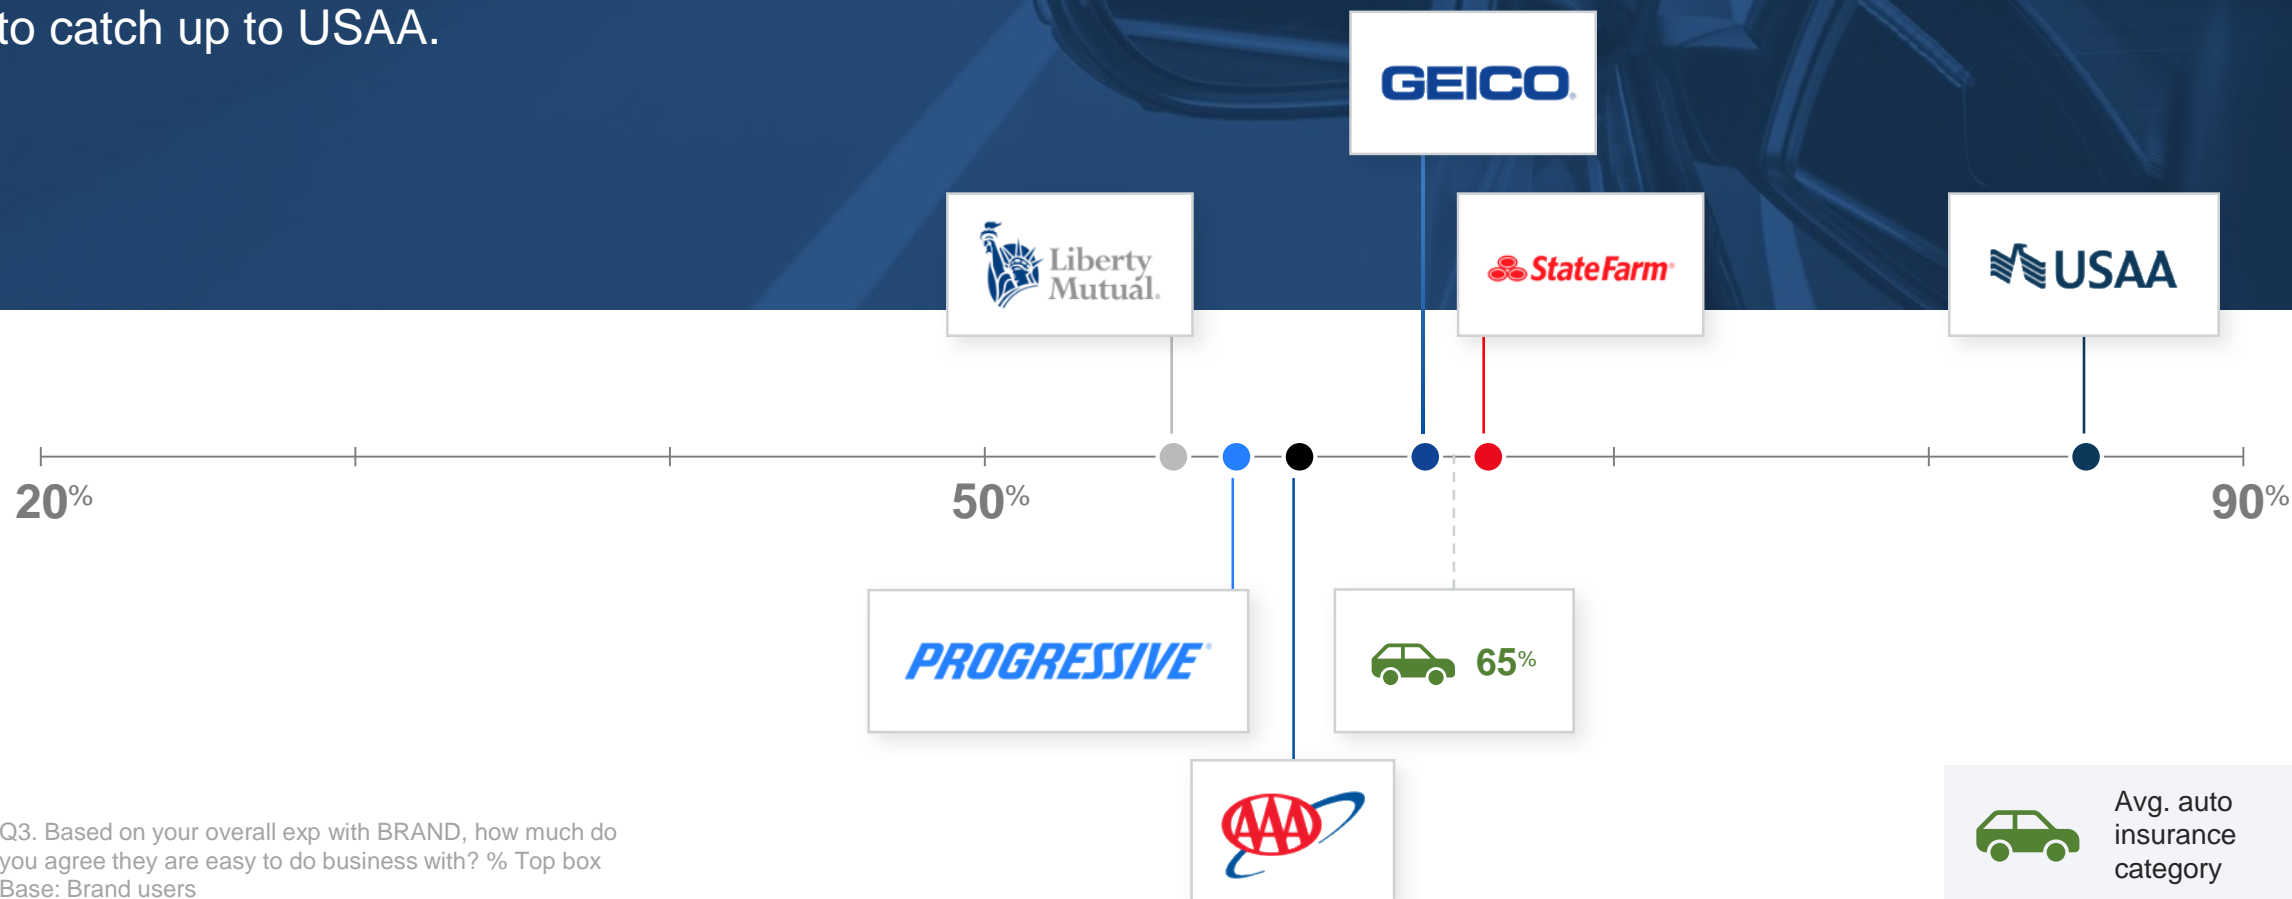 to catch up to USAA.
GEICO®
Liberty
Mutual®
StateFarm®
USAA
20%
50%
90%
PROGRESSIVE®
65%
AAA
Q3. Based on your overall exp with BRAND, how much do
you agree they are easy to do business with? % Top box
Base: Brand users
Avg. auto
insurance
category